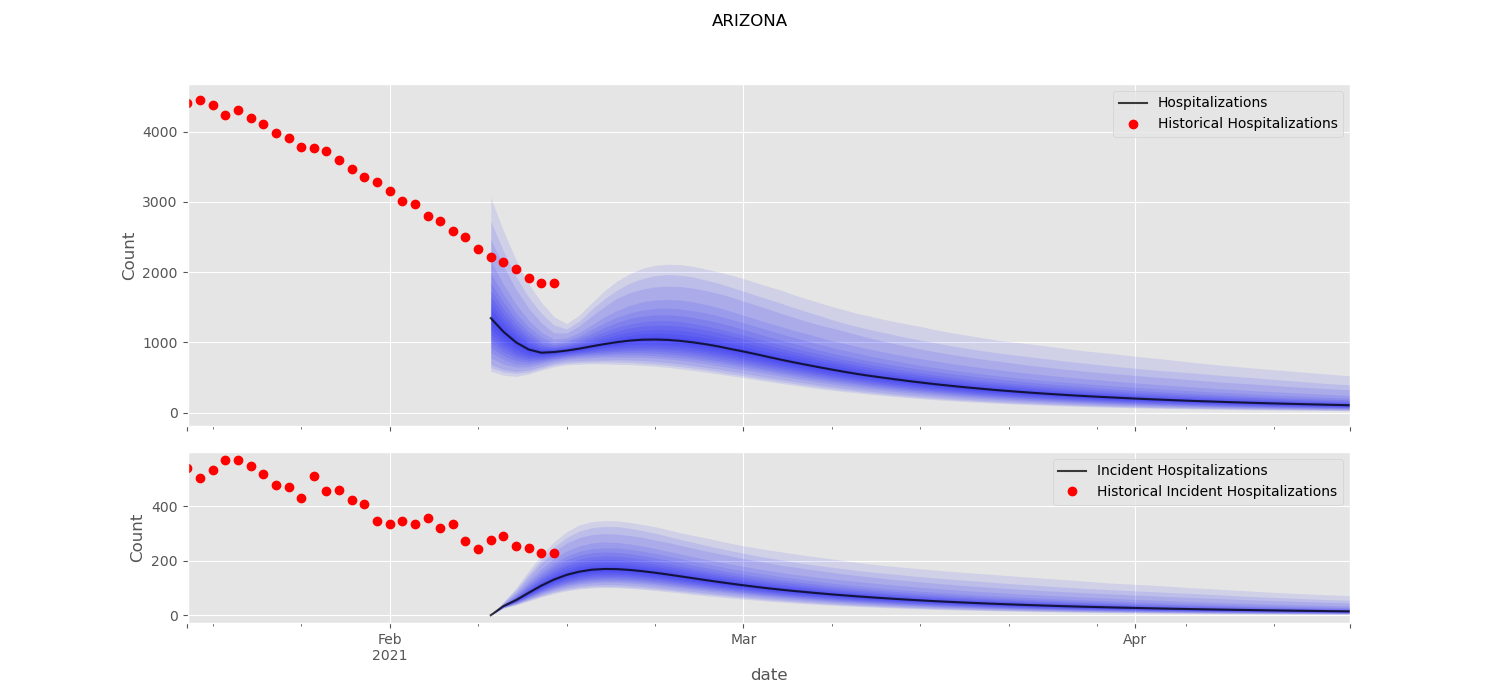 ARIZONA
Hospitalizations
Historical Hospitalizations
4000
3000
2000
1000
0
Count
Incident Hospitalizations
Historical Incident Hospitalizations
400
200
0
Count
Feb
2021
Mar
Apr
date